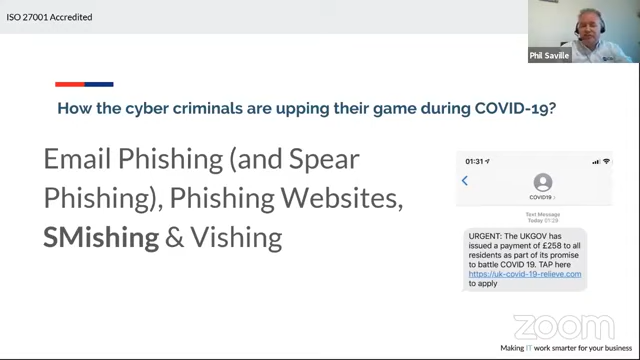 ISO 27001 Accredited
Phil Saville
How the cyber criminals are upping their game during COVID-19?
Email Phishing (and Spear
Phishing), Phishing Websites,
SMishing & Vishing
01:31
COVID19
Text Message
Today 01:29
URGENT: The UKGOV has
issued a payment of £258 to all
residents as part of its promise
to battle COVID 19. TAP here
https://uk-covid-19-relieve.com
to apply
zoom
Making IT work smarter for your business